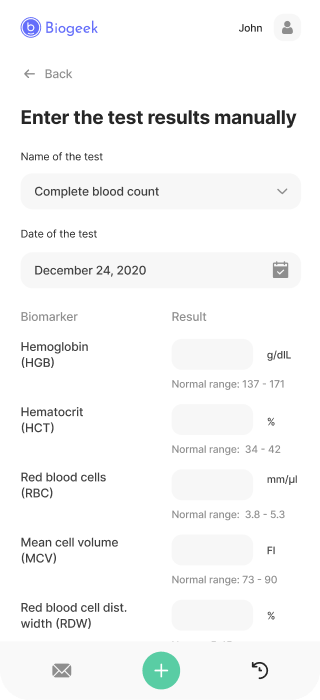 Biogeek
John
Back
Enter the test results manually
Name of the test
Complete blood count
Date of the test
December 24, 2020
Biomarker Result
Hemoglobin
(HGB)
g/dlL
Normal range: 137 - 171
Hematocrit
(HCT)
%
Normal range: 34 - 42
Red blood cells
(RBC)
mm/µl
Normal range: 3.8 - 5.3
Mean cell volume
(MCV)
Fl
Normal range: 73 - 90
Red blood cell dist.
width (RDW)
%